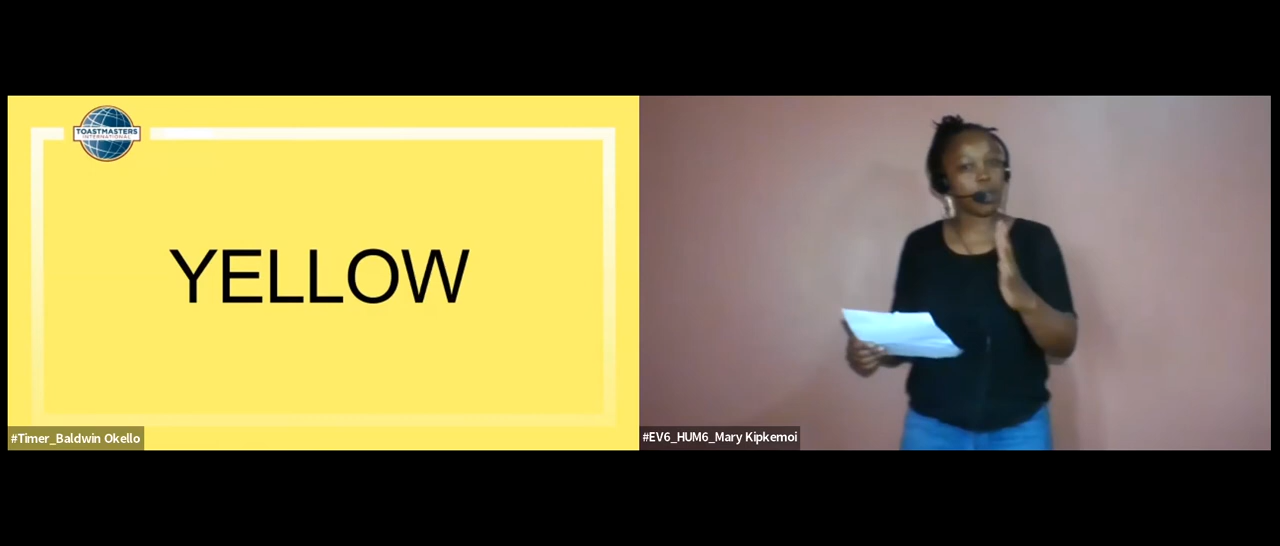 TOASTMASTERS
INTERNATIONAL
YELLOW
#Timer_Baldwin Okello
#EV6_HUM6_Mary Kipkemoi